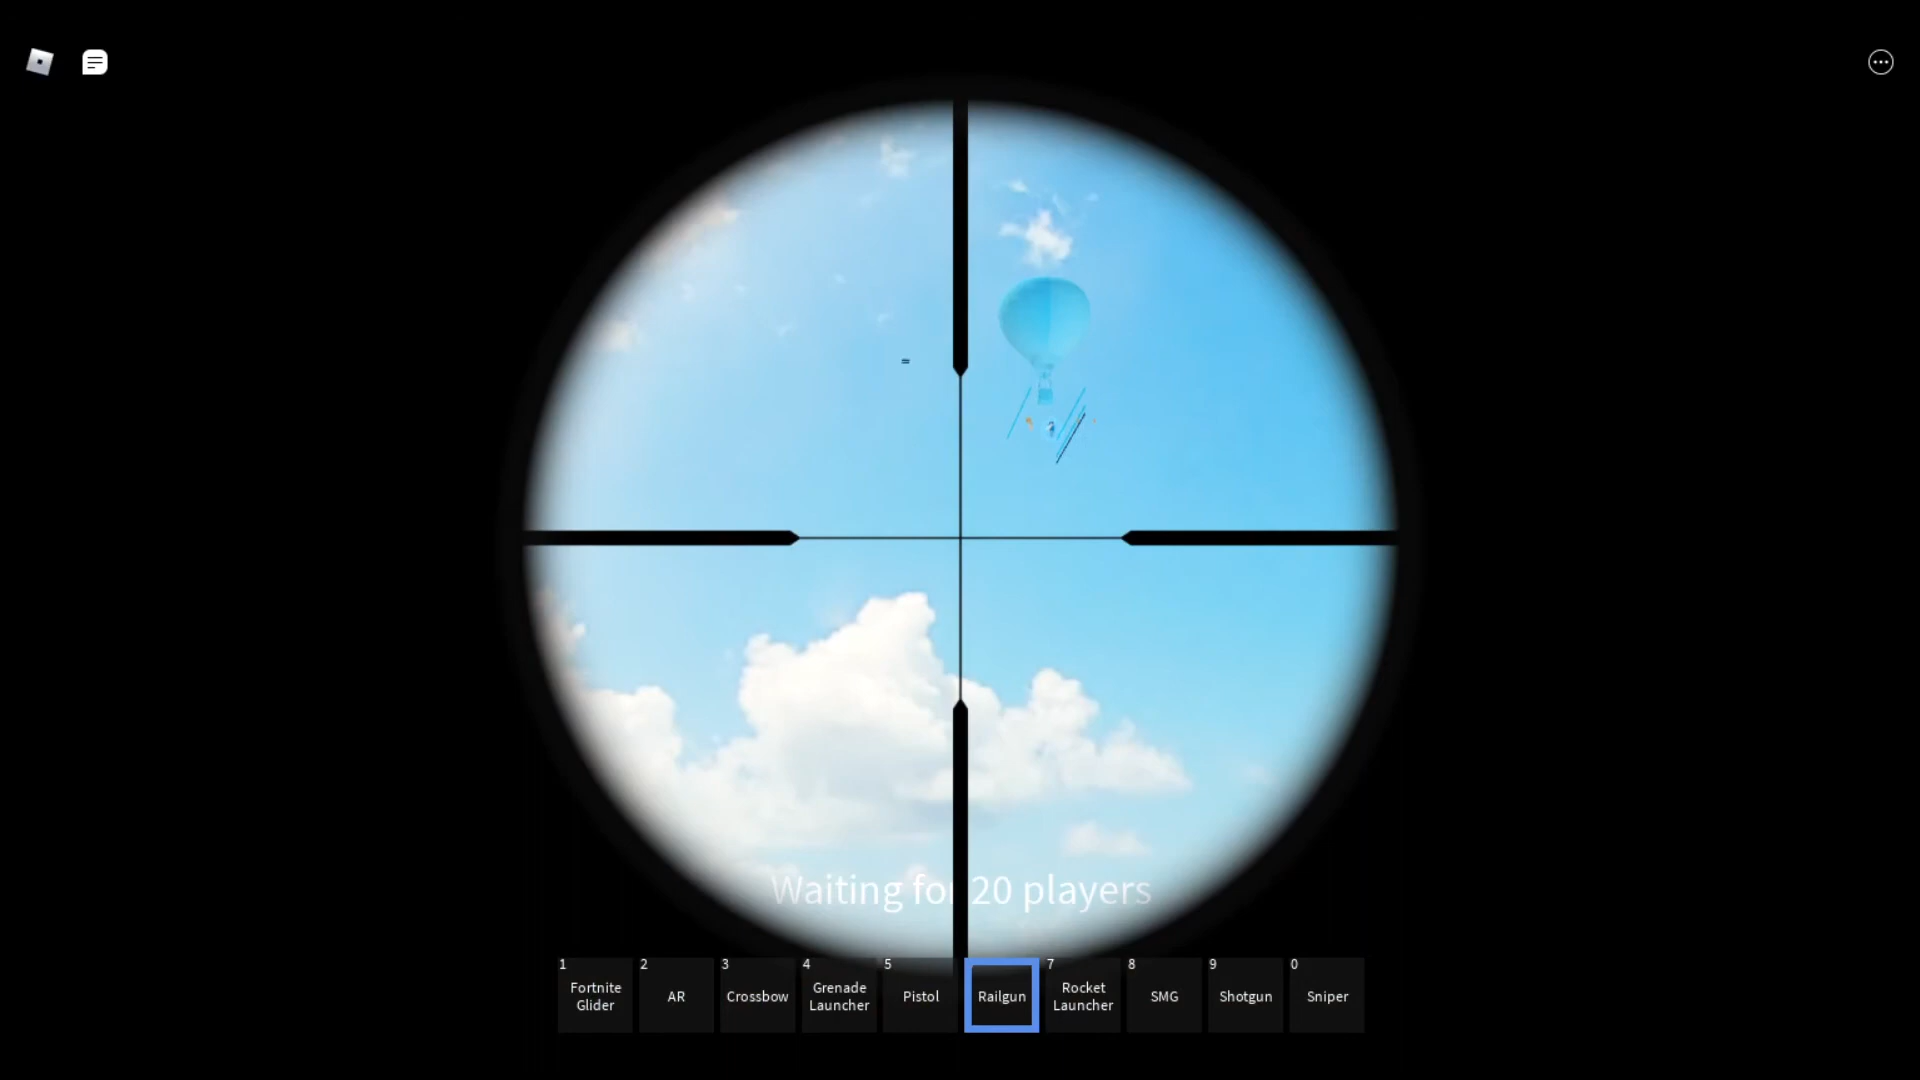 Waiting for 20 players
1
2
3
4
5
7
8
9
0
Fortnite
Glider
AR
Crossbow
Grenade
Launcher
Pistol
Railgun
Rocket
Launcher
SMG
Shotgun
Sniper